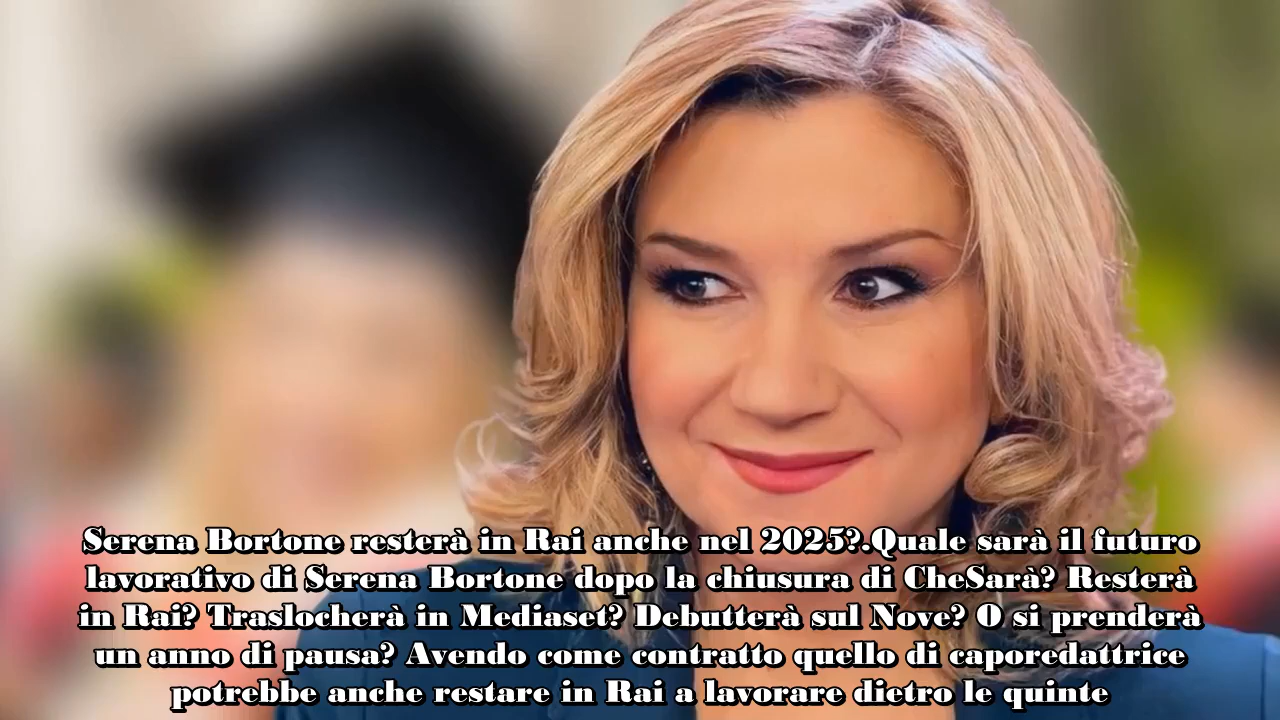 Serena Bortone resterà in Rai anche nel 2025?.Quale sarà il futuro
lavorativo di Serena Bortone dopo la chiusura di CheSarà? Resterà
in Rai? Traslocherà in Mediaset? Debutterà sul Nove? O si prenderà
un anno di pausa? Avendo come contratto quello di caporedattrice
potrebbe anche restare in Rai a lavorare dietro le quinte